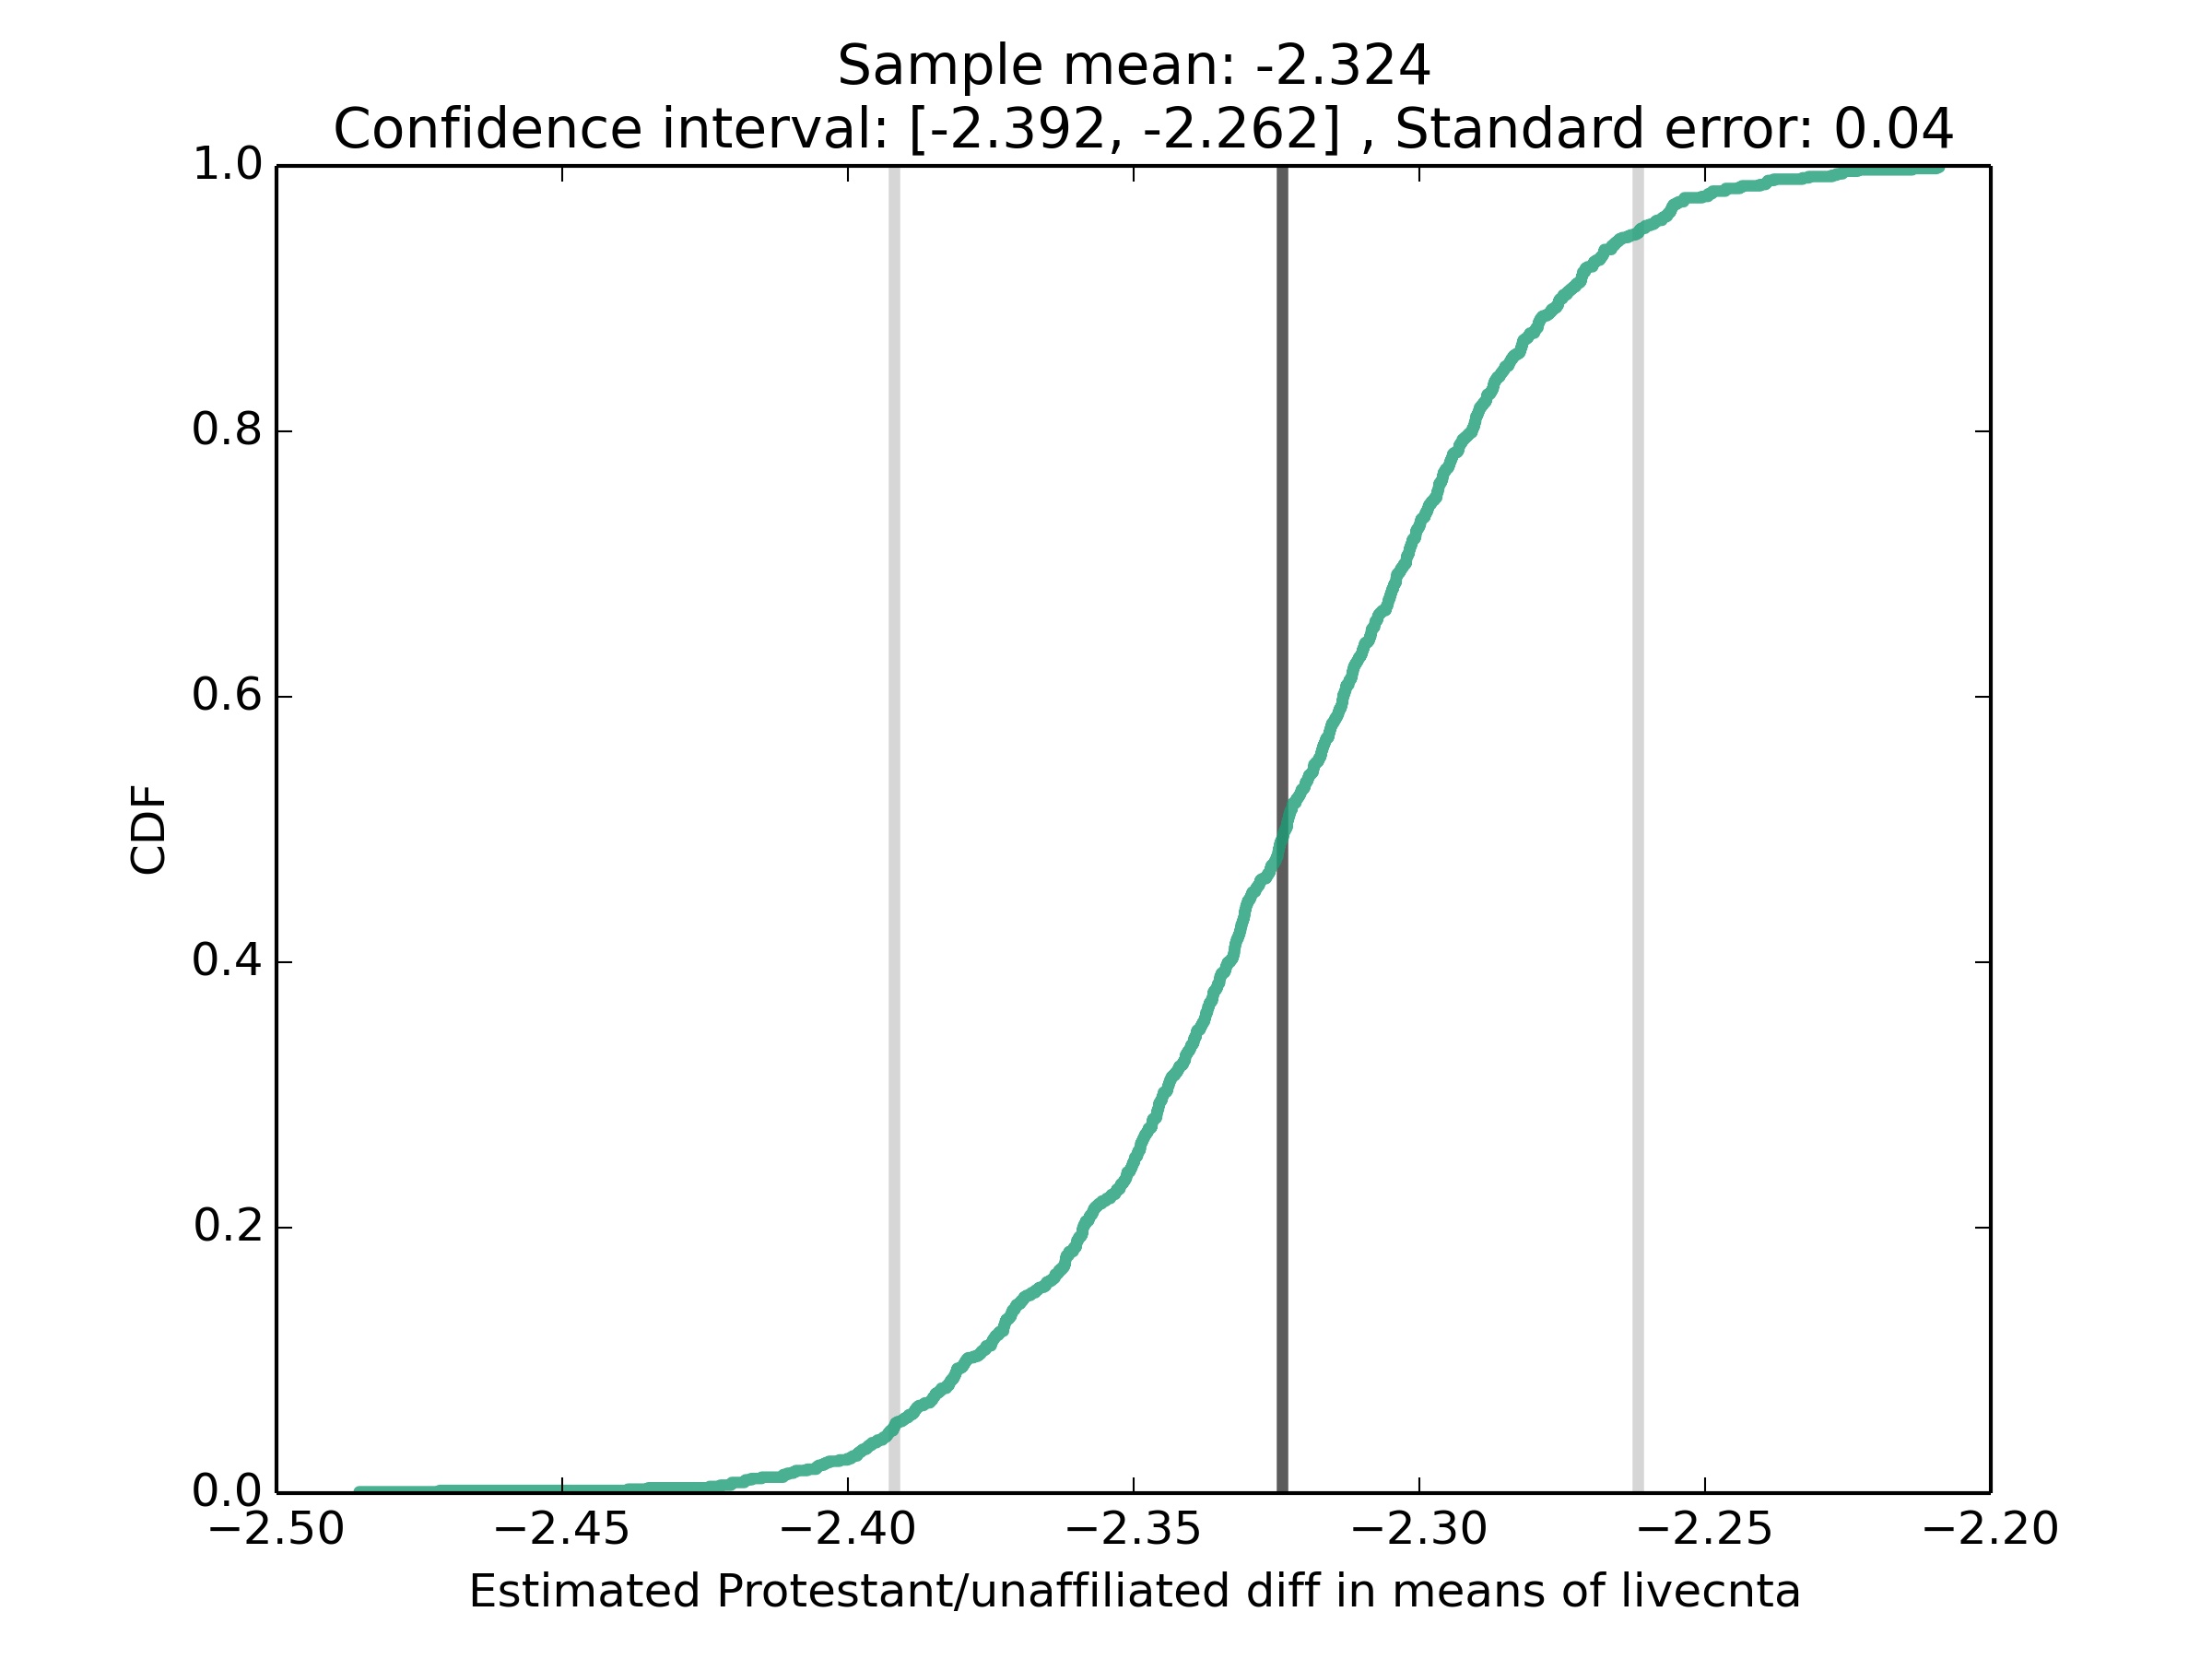 Sample mean: -2.324
Confidence interval: [-2.392, -2.262] , Standard error: 0.04
1.0
0.8
0.6
0.4
0.2
0.0
CDF
−2.50 −2.45 −2.40 −2.35 −2.30 −2.25 −2.20
Estimated Protestant/unaffiliated diff in means of livecnta